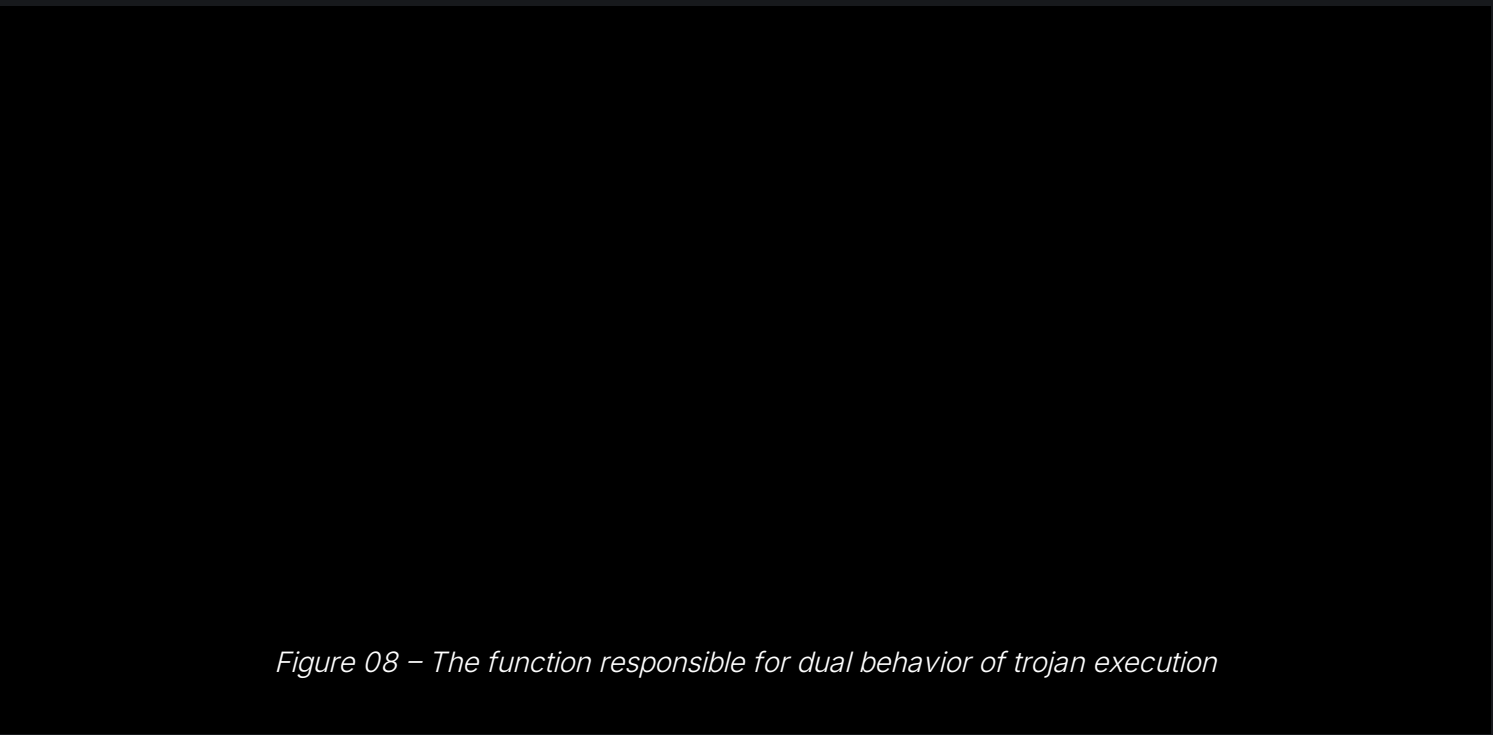 Figure 08 – The function responsible for dual behavior of trojan execution